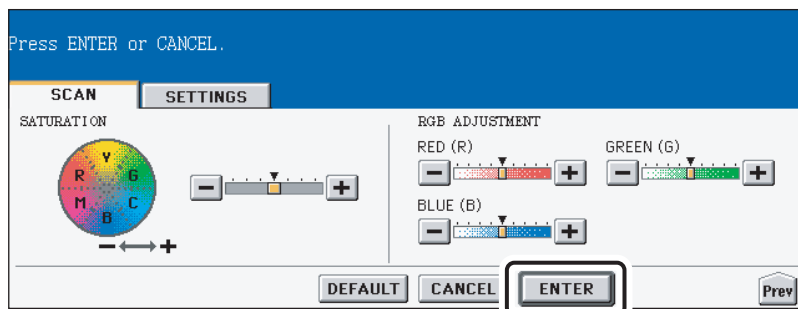 Press ENTER or CANCEL.
SCAN SETTINGS
SATURATION
Y
R G
M C
B
RGB ADJUSTMENT
RED (R) GREEN (G)
BLUE (B)
DEFAULT CANCEL ENTER Prev